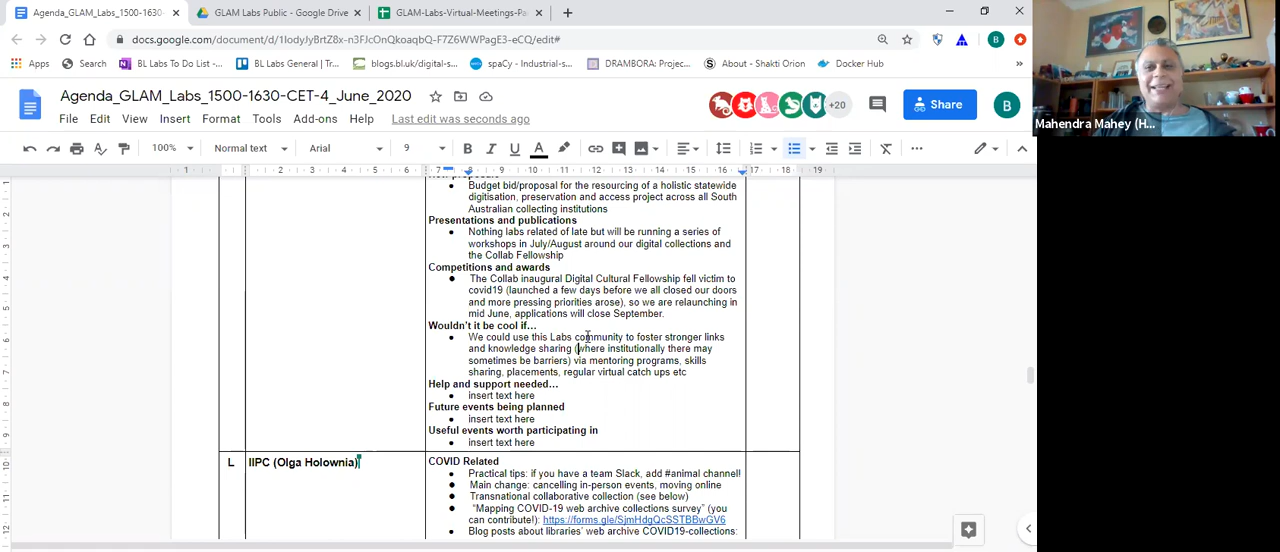 Agenda_GLAM_Labs_1500-1630-
GLAM Labs Public - Google Drive
GLAM-Labs-Virtual-Meetings-Pa
docs.google.com/document/d/1IodyJyBrtZ8x-n3FJcOnQkoaqbQ-F7Z6WWPagE3-eCQ/edit#
Apps
Search
BL Labs To Do List -...
BL Labs General | Tr...
blogs.bl.uk/digital-s...
spaCy · Industrial-s...
DRAMBORA: Projec...
About - Shakti Orion
Docker Hub
Mahendra Mahey (H...
Agenda_GLAM_Labs_1500-1630-CET-4_June_2020
+20
Share
B
File Edit View Insert Format Tools Add-ons Help Last edit was seconds ago
100% Normal text Arial 9
Budget bid/proposal for the resourcing of a holistic statewide
digitisation, preservation and access project across all South
Australian collecting institutions
Presentations and publications
Nothing labs related of late but will be running a series of
workshops in July/August around our digital collections and
the Collab Fellowship
Competitions and awards
The Collab inaugural Digital Cultural Fellowship fell victim to
covid19 (launched a few days before we all closed our doors
and more pressing priorities arose), so we are relaunching in
mid June, applications will close September.
Wouldn't it be cool if…
We could use this Labs community to foster stronger links
and knowledge sharing (where institutionally there may
sometimes be barriers) via mentoring programs, skills
sharing, placements, regular virtual catch ups etc
Help and support needed…
insert text here
Future events being planned
insert text here
Useful events worth participating in
insert text here
L IIPC (Olga Holownia)
COVID Related
Practical tips: if you have a team Slack, add #animal channel!
Main change: cancelling in-person events, moving online
Transnational collaborative collection (see below)
"Mapping COVID-19 web archive collections survey" (you
can contribute!): https://forms.gle/SjmHdgQcSSTBBwGV6
Blog posts about libraries' web archive COVID19-collections: